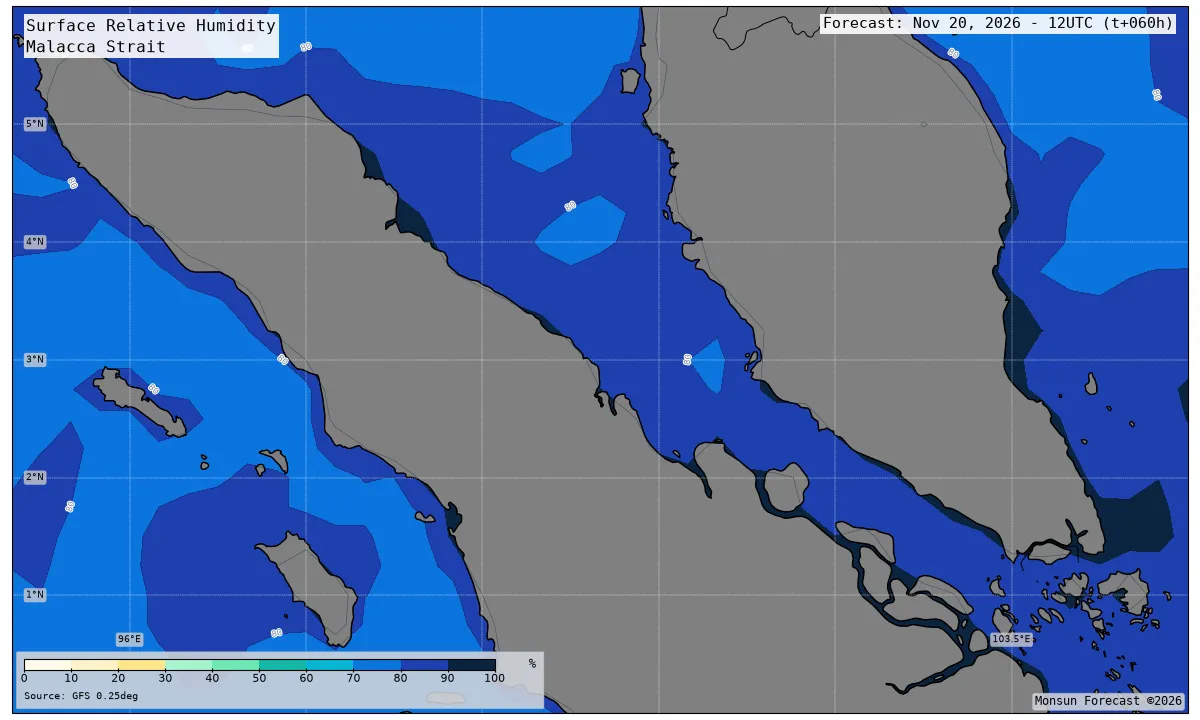 Surface Relative Humidity
Malacca Strait
Forecast: Nov 20, 2026 - 12UTC (t+060h)
80
80
80
5°N
80
80
4°N
3°N
80
80
80
2°N
80
1°N
80
96°E
103.5°E
%
0 10 20 30 40 50 60 70 80 90 100
Source: GFS 0.25deg
Monsun Forecast ©2026